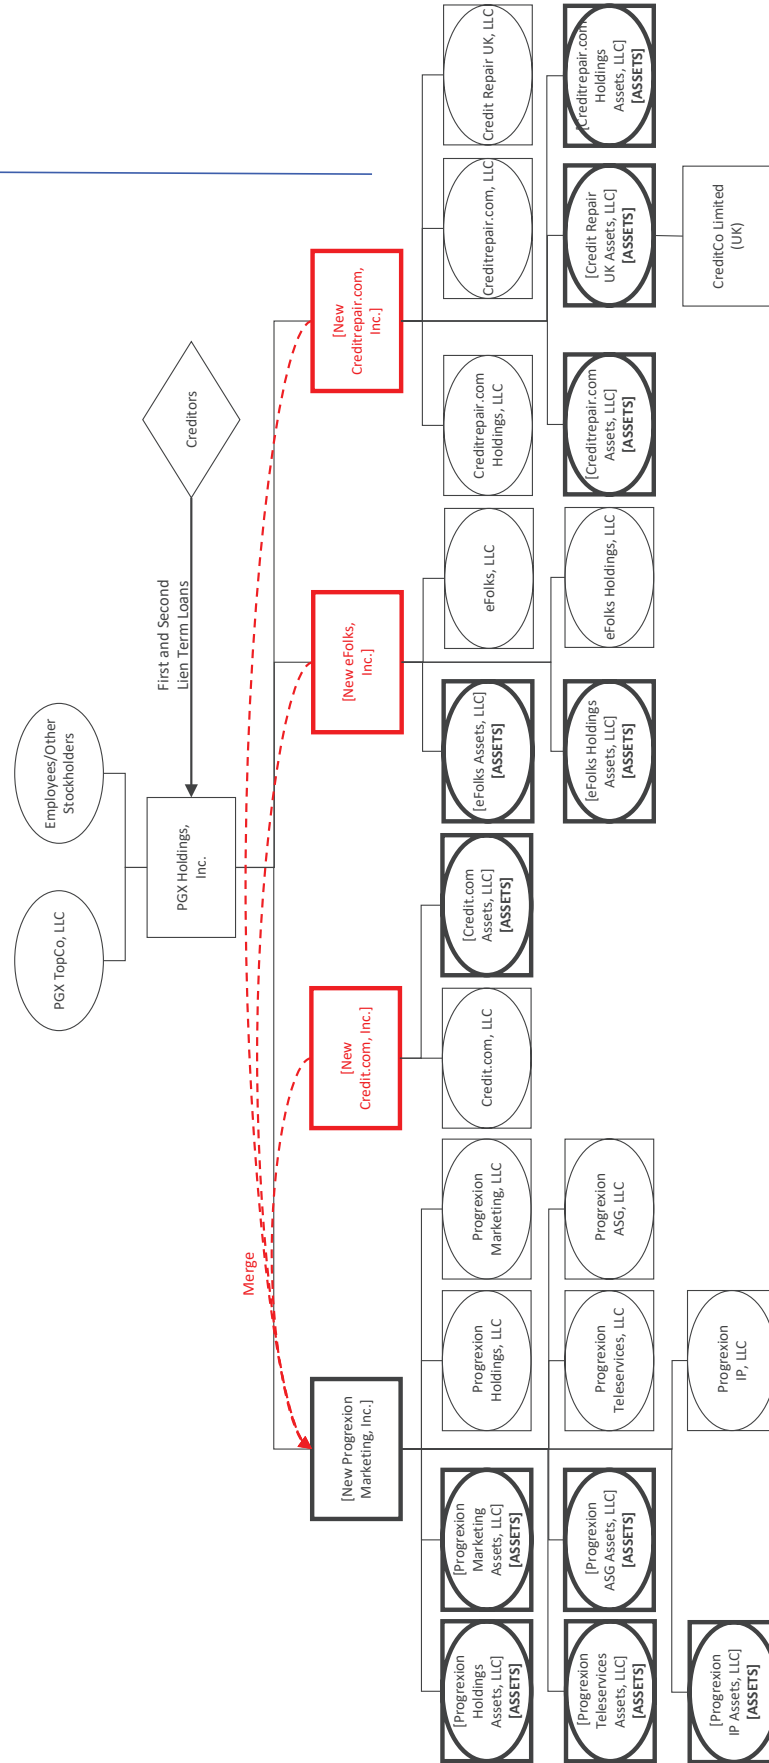 PGX TopCo, LLC
Employees/Other
Stockholders
PGX Holdings,
Inc.
First and Second
Lien Term Loans
Creditors
Merge
[New Progrexion
Marketing, Inc.]
[New
Credit.com, Inc.]
[New eFolks,
Inc.]
[New
Creditrepair.com,
Inc.]
[Progrexion
Holdings
Assets, LLC]
[ASSETS]
[Progrexion
Marketing
Assets, LLC]
[ASSETS]
Progrexion
Holdings, LLC
Progrexion
Marketing, LLC
Credit.com, LLC
[Credit.com
Assets, LLC]
[ASSETS]
[eFolks Assets, LLC]
[ASSETS]
eFolks, LLC
Creditrepair.com
Holdings, LLC
Creditrepair.com, LLC
Credit Repair UK, LLC
[Progrexion
Teleservices
Assets, LLC]
[ASSETS]
[Progrexion
ASG Assets, LLC]
[ASSETS]
Progrexion
Teleservices, LLC
Progrexion
ASG, LLC
[eFolks Holdings
Assets, LLC]
[ASSETS]
eFolks Holdings, LLC
[Creditrepair.com
Assets, LLC]
[ASSETS]
[Credit Repair
UK Assets, LLC]
[ASSETS]
[Creditrepair.com
Holdings
Assets, LLC]
[ASSETS]
[Progrexion
IP Assets, LLC]
[ASSETS]
Progrexion
IP, LLC
CreditCo Limited
(UK)